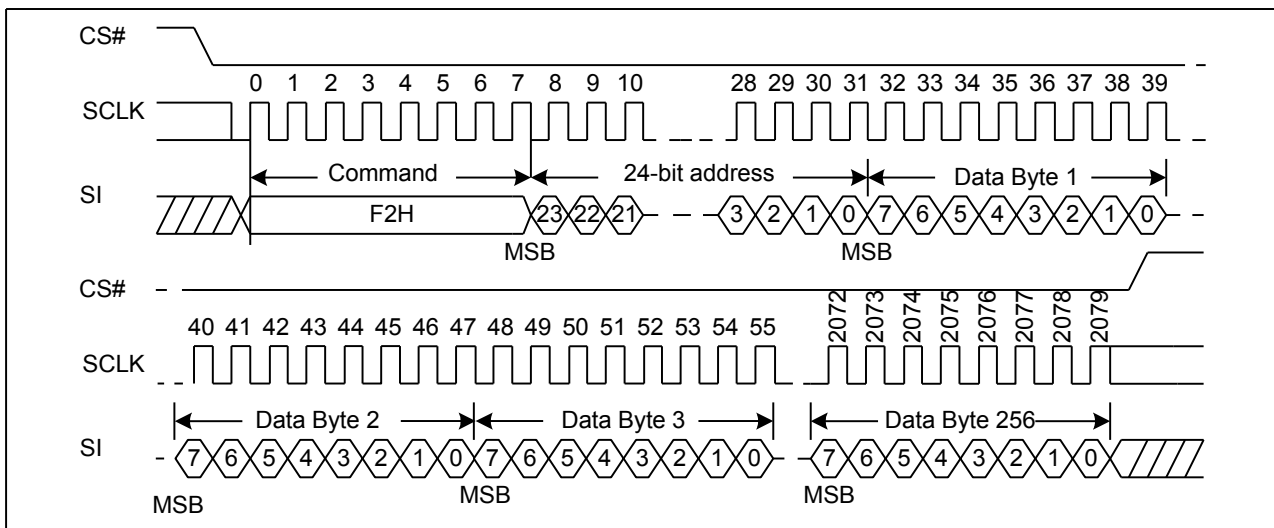 CS#
0 1 2 3 4 5 6 7 8 9 10 28 29 30 31 32 33 34 35 36 37 38 39
SCLK
Command 24-bit address Data Byte 1
SI
F2H 23 22 21 3 2 1 0 7 6 5 4 3 2 1 0
MSB MSB
CS#
2072 2073 2074 2075 2076 2077 2078 2079
40 41 42 43 44 45 46 47 48 49 50 51 52 53 54 55
SCLK
Data Byte 2 Data Byte 3 Data Byte 256
SI
7 6 5 4 3 2 1 0 7 6 5 4 3 2 1 0 7 6 5 4 3 2 1 0
MSB MSB MSB